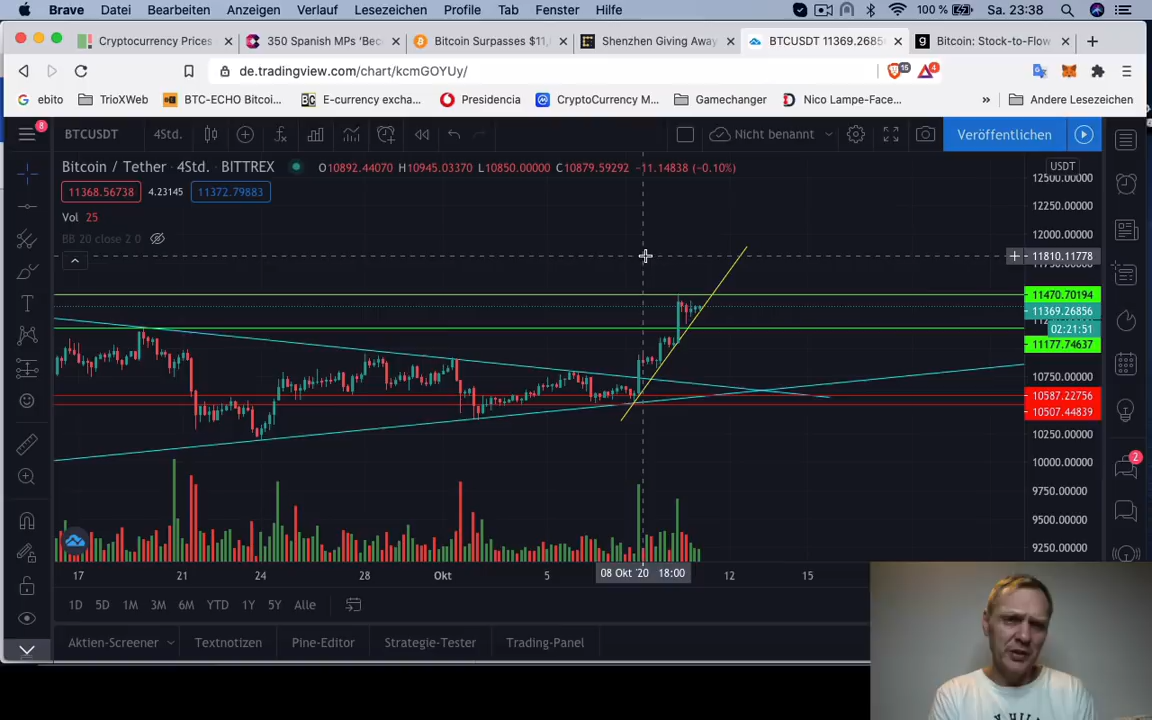 Brave Datei Bearbeiten Anzeigen Verlauf Lesezeichen Profile Tab Fenster Hilfe 100 % Sa. 23:38
Cryptocurrency Prices 350 Spanish MPs 'Bec Bitcoin Surpasses $11, Shenzhen Giving Away BTCUSDT 11369.2685 Bitcoin: Stock-to-Flow
de.tradingview.com/chart/kcmGOYUy/ 15 4
ebito TrioXWeb BTC-ECHO Bitcoi... E-currency excha... Presidencia CryptoCurrency M... Gamechanger Nico Lampe-Face... » Andere Lesezeichen
8 BTCUSDT 4Std. Nicht benannt Veröffentlichen
Bitcoin / Tether · 4Std. · BITTREX O10892.44070 H10945.03370 L10850.00000 C10879.59292 -11.14838 (-0.10%) USDT
12500.00000
11368.56738 4.23145 11372.79883
12250.00000
Vol 25
BB 20 close 2 0
12000.00000
11810.11778
11470.70194
11369.26856
02:21:51
11177.74637
10750.00000
10587.22756
10507.44839
10250.00000
10000.00000
2
9750.00000
9500.00000
9250.00000
17 21 24 28 Okt 5 08 Okt '20 18:00 12 15
1D 5D 1M 3M 6M YTD 1Y 5Y Alle
Aktien-Screener Textnotizen Pine-Editor Strategie-Tester Trading-Panel